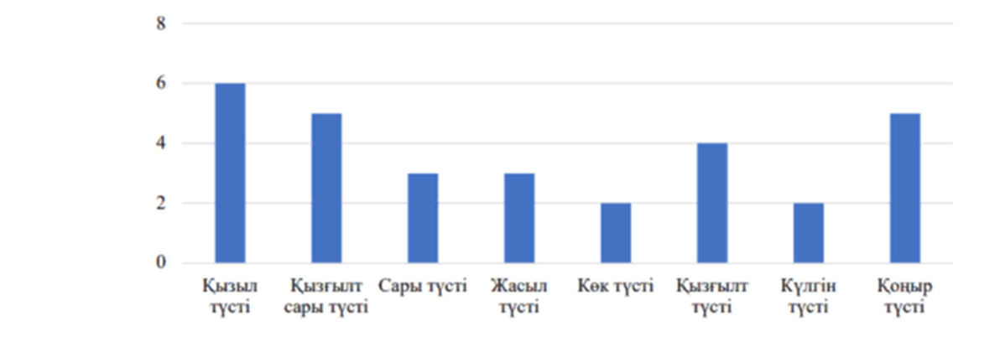 8
6
4
2
0
Қызыл түсті
Қызғылт сары түсті
Сары түсті
Жасыл түсті
Көк түсті
Қызғылт түсті
Күлгін түсті
Қоңыр түсті